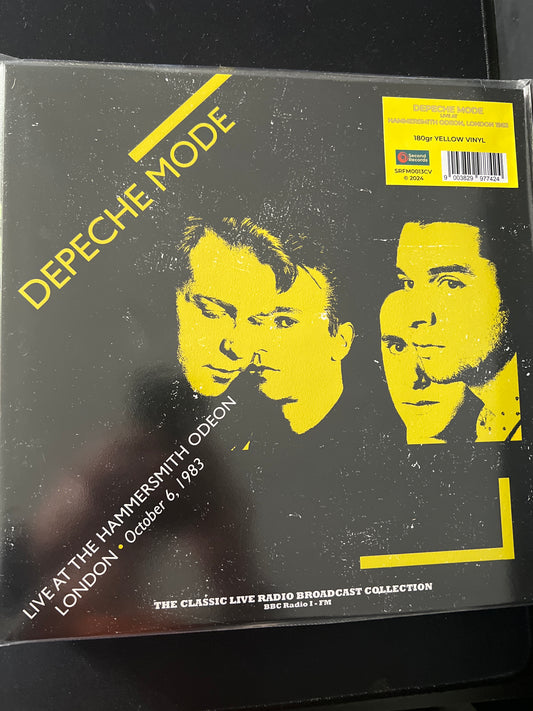 DEPECHE MODE
DEPECHE MODE
LIVE AT
HAMMERSMITH ODEON, LONDON 1983
180gr YELLOW VINYL
Second
Records
SRFM0013CV
© 2024
9 003829 977424
LIVE AT THE HAMMERSMITH ODEON
LONDON • October 6, 1983
THE CLASSIC LIVE RADIO BROADCAST COLLECTION
BBC Radio 1 - FM